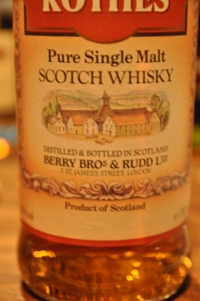 ROTHES
Pure Single Malt
SCOTCH WHISKY
DISTILLED & BOTTLED IN SCOTLAND
BERRY BROS & RUDD LTD
3 ST JAMES'S STREET, LONDON
Product of Scotland